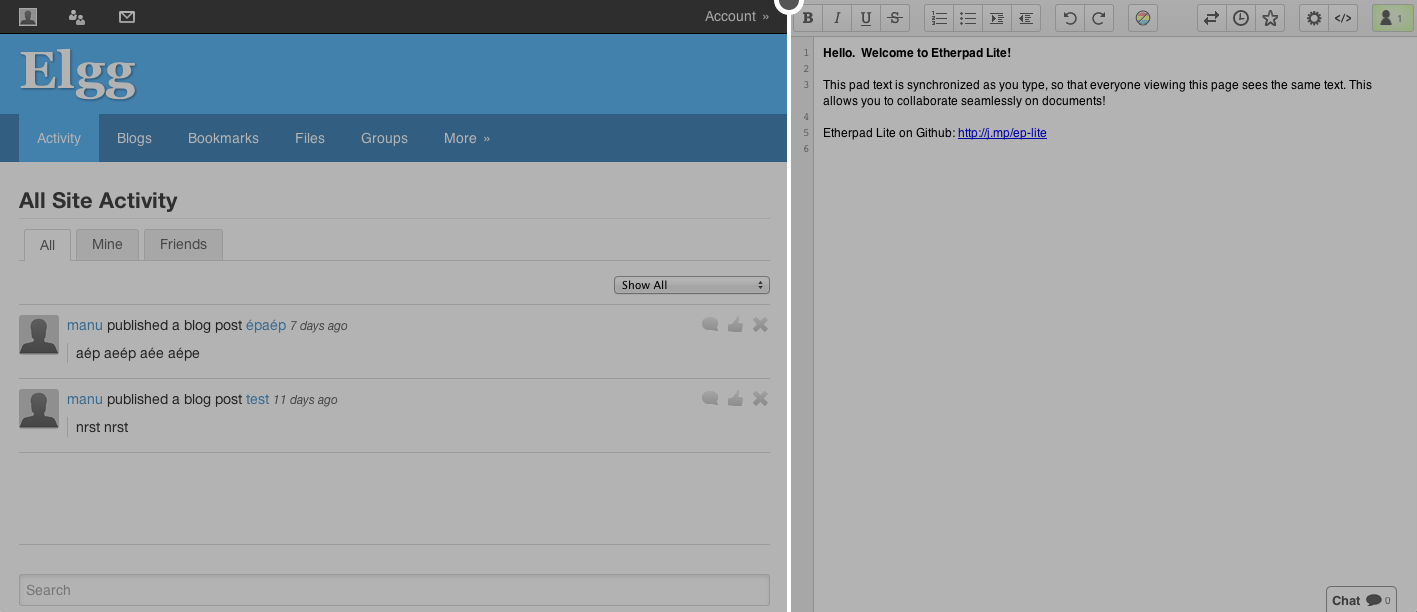 Account »
Elgg
Activity Blogs Bookmarks Files Groups More »
All Site Activity
All Mine Friends
Show All
manu published a blog post épaép 7 days ago
aép aeép aée aépe
manu published a blog post test 11 days ago
nrst nrst
Search
B I U S </> 1
1 Hello. Welcome to Etherpad Lite!
2
3 This pad text is synchronized as you type, so that everyone viewing this page sees the same text. This
allows you to collaborate seamlessly on documents!
4
5 Etherpad Lite on Github: http://j.mp/ep-lite
6
Chat 0